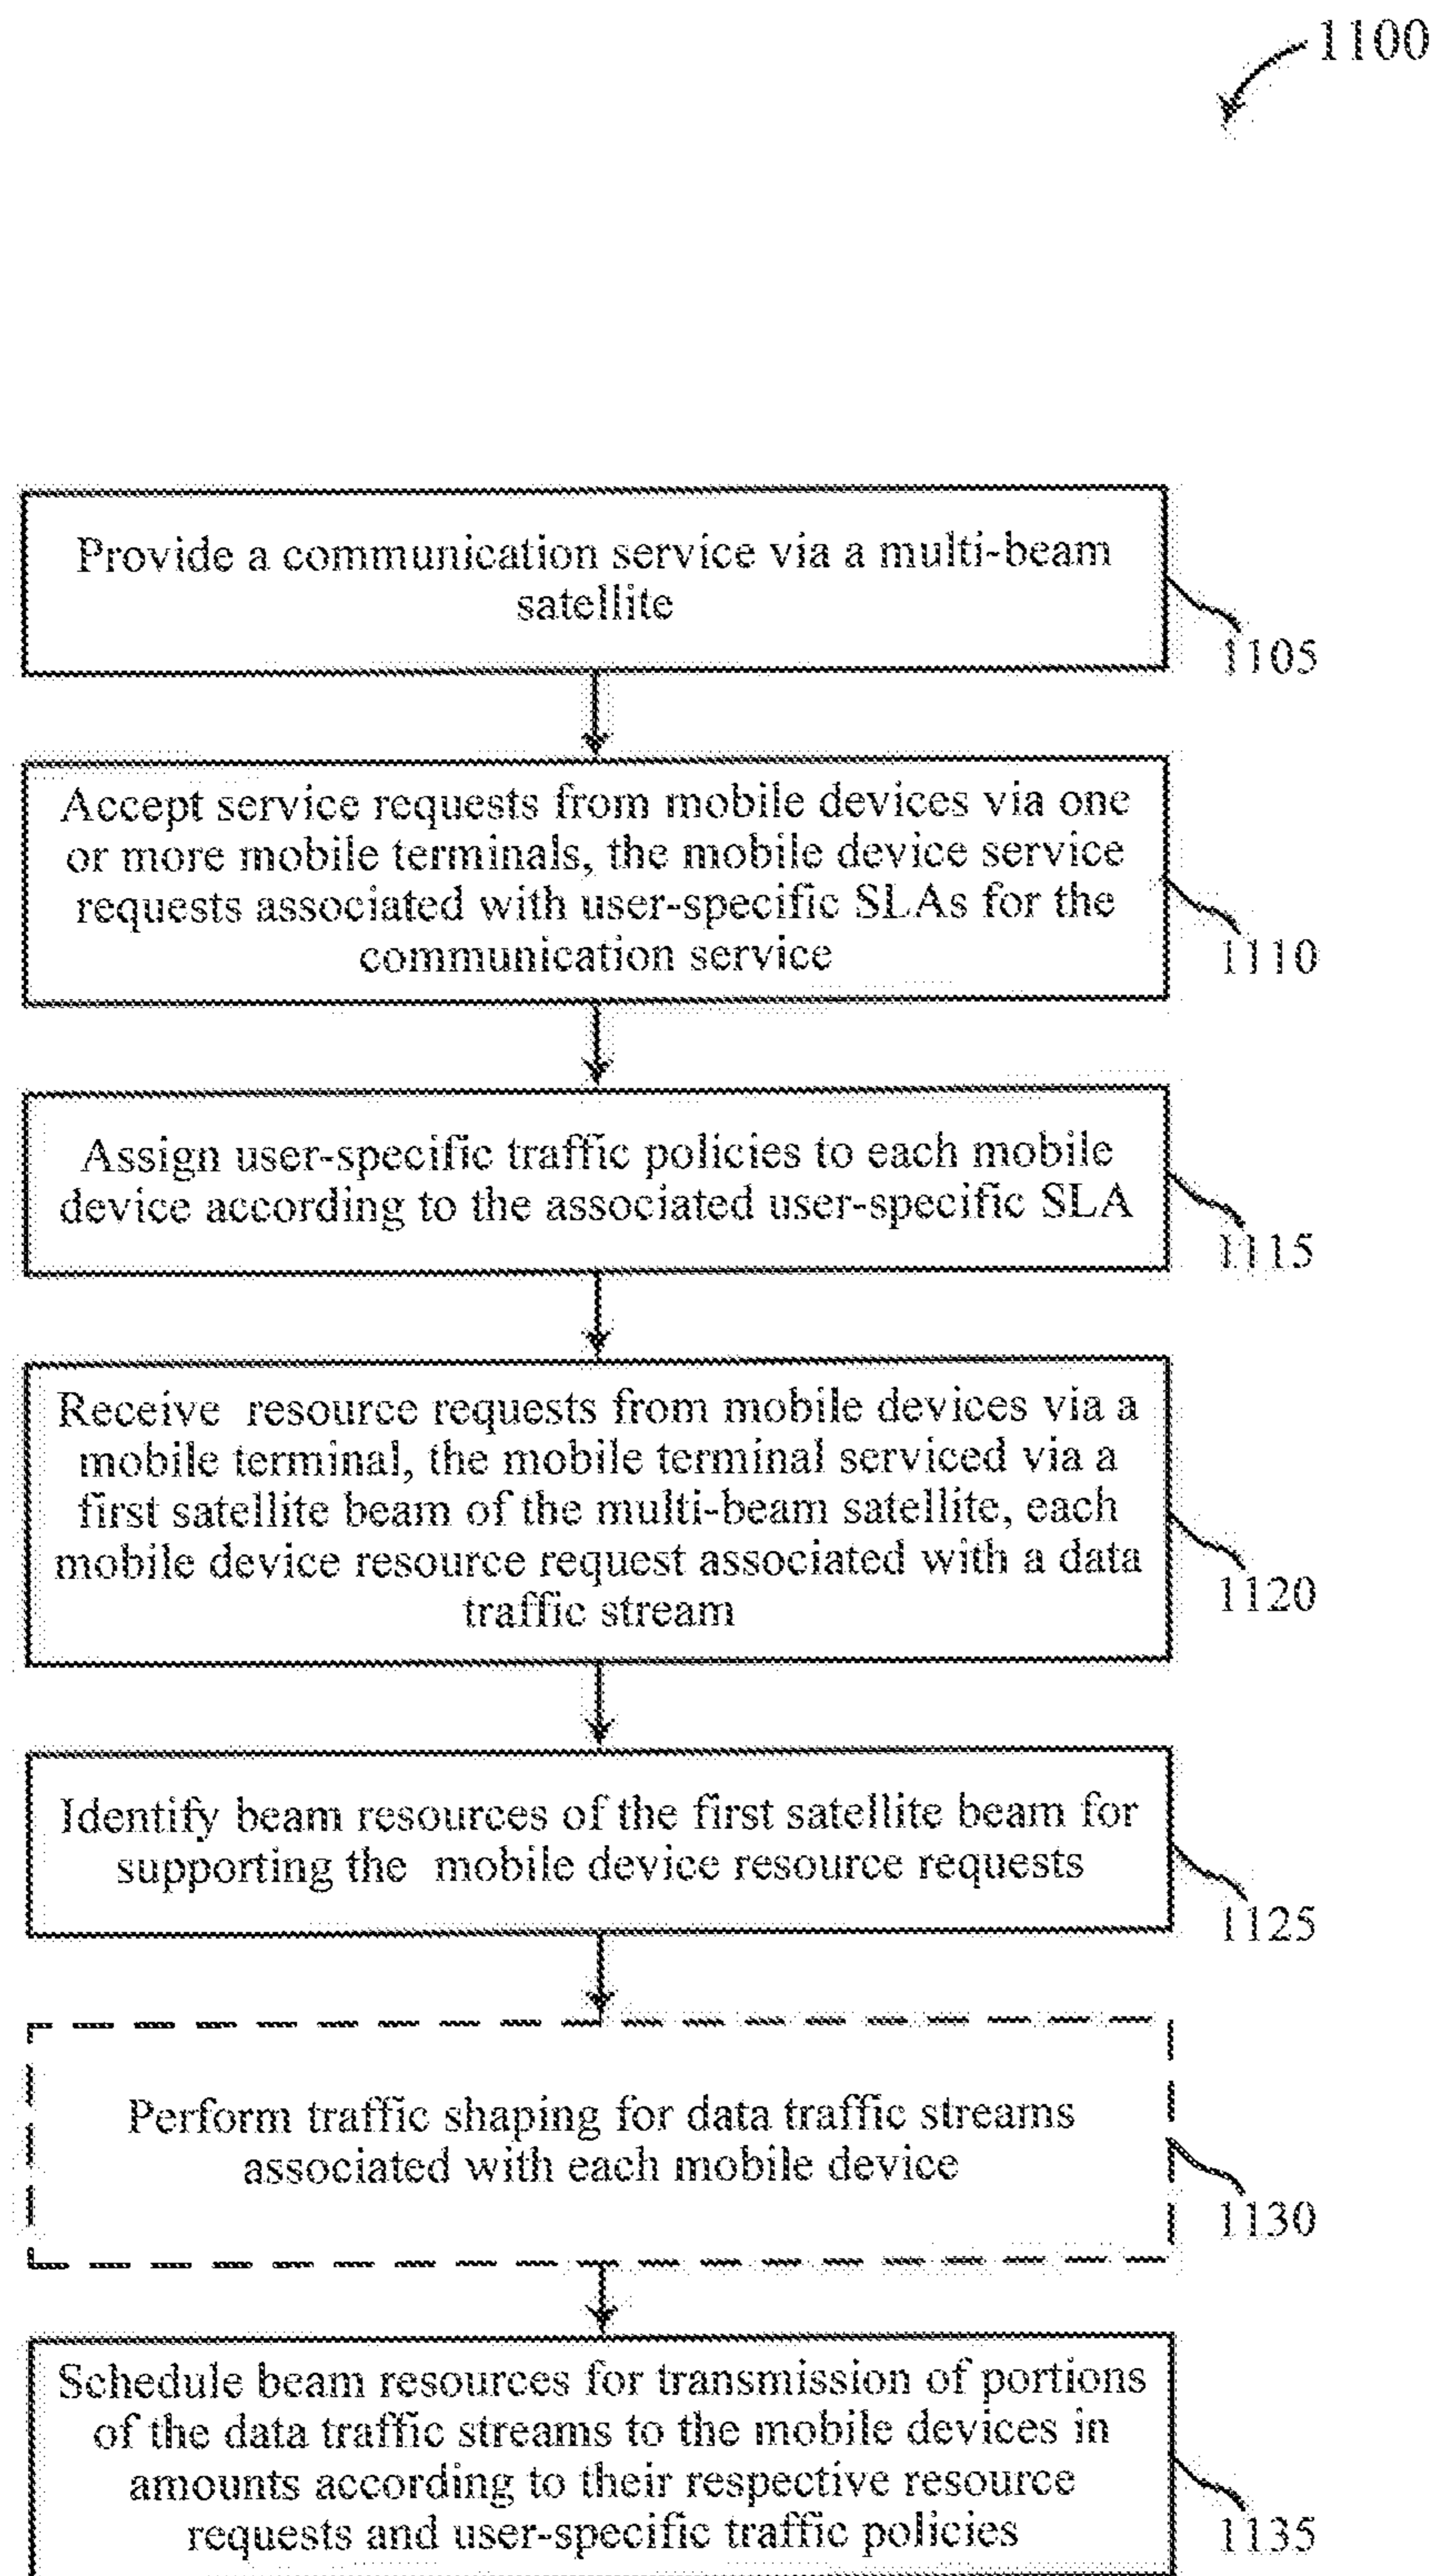 1100
Provide a communication service via a multi-beam
satellite
1105
Accept service requests from mobile devices via one
or more mobile terminals, the mobile device service
requests associated with user-specific SLAs for the
communication service
1110
Assign user-specific traffic policies to each mobile
device according to the associated user-specific SLA
1115
Receive resource requests from mobile devices via a
mobile terminal, the mobile terminal serviced via a
first satellite beam of the multi-beam satellite, each
mobile device resource request associated with a data
traffic stream
1120
Identify beam resources of the first satellite beam for
supporting the mobile device resource requests
1125
Perform traffic shaping for data traffic streams
associated with each mobile device
1130
Schedule beam resources for transmission of portions
of the data traffic streams to the mobile devices in
amounts according to their respective resource
requests and user-specific traffic policies
1135